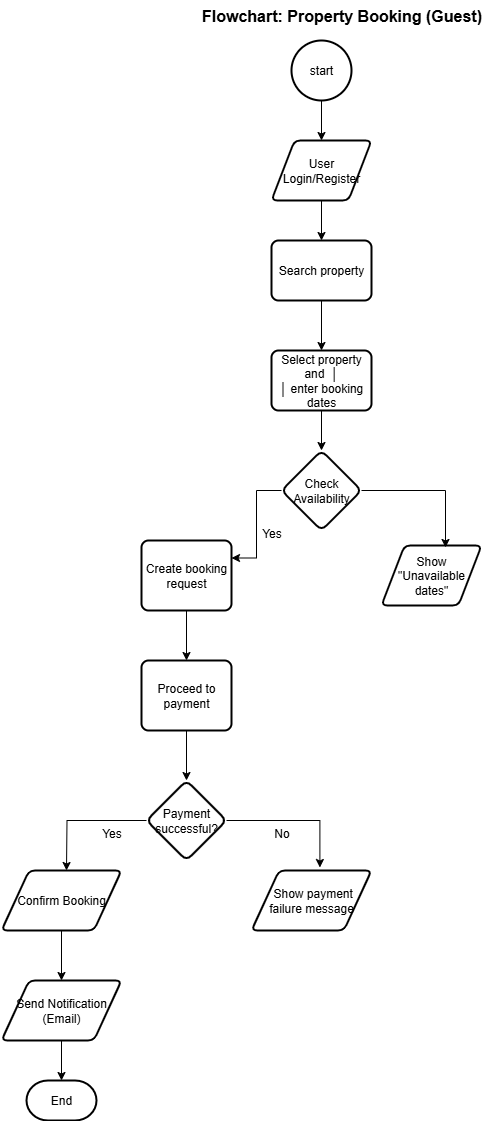 Flowchart: Property Booking (Guest)
start
User
Login/Register
Search property
Select property
and │
│ enter booking
dates
Check
Availability
Yes
Create booking
request
Show
"Unavailable
dates"
Proceed to
payment
Payment
successful?
Yes
No
Confirm Booking
Show payment
failure message
Send Notification
(Email)
End